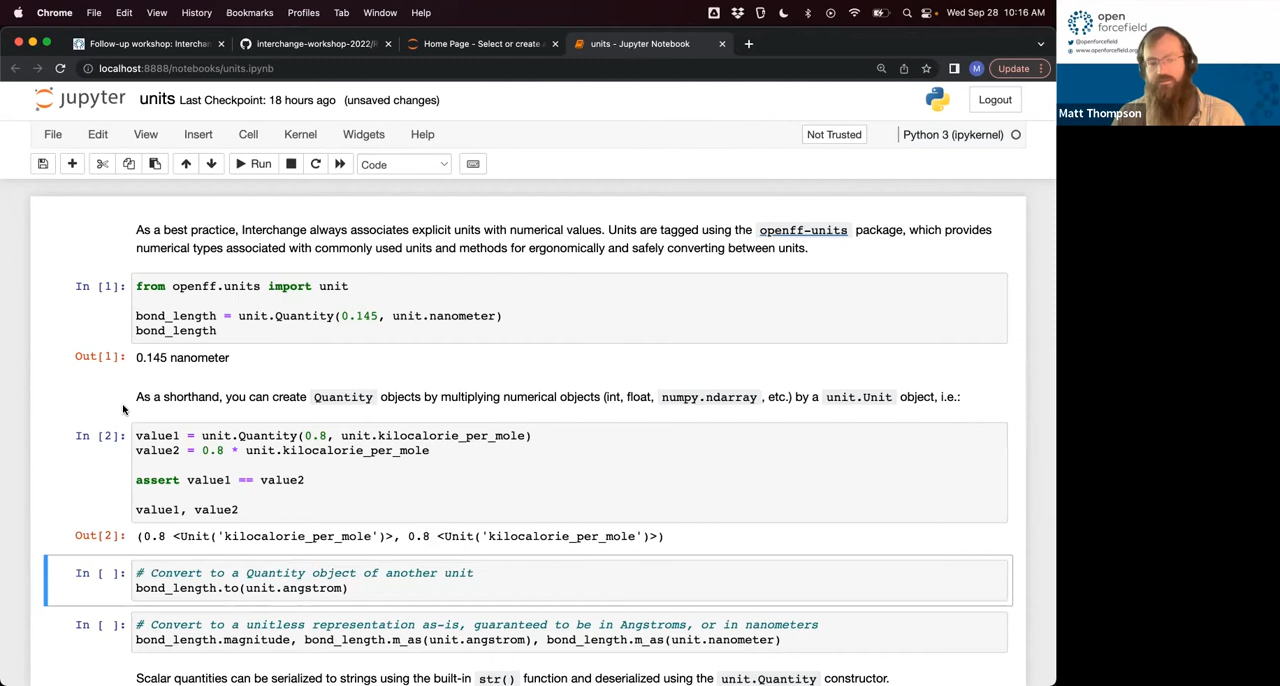 Chrome File Edit View History Bookmarks Profiles Tab Window Help Wed Sep 28 10:16 AM
Follow-up workshop: Interchan interchange-workshop-2022/R Home Page - Select or create a units - Jupyter Notebook
localhost:8888/notebooks/units.ipynb M Update
jupyter units Last Checkpoint: 18 hours ago (unsaved changes) Logout
File Edit View Insert Cell Kernel Widgets Help Not Trusted Python 3 (ipykernel)
Run Code
As a best practice, Interchange always associates explicit units with numerical values. Units are tagged using the openff-units package, which provides
numerical types associated with commonly used units and methods for ergonomically and safely converting between units.
In [1]: from openff.units import unit
bond_length = unit.Quantity(0.145, unit.nanometer)
bond_length
Out[1]: 0.145 nanometer
As a shorthand, you can create Quantity objects by multiplying numerical objects (int, float, numpy.ndarray, etc.) by a unit.Unit object, i.e.:
In [2]: value1 = unit.Quantity(0.8, unit.kilocalorie_per_mole)
value2 = 0.8 * unit.kilocalorie_per_mole
assert value1 == value2
value1, value2
Out[2]: (0.8 <Unit('kilocalorie_per_mole')>, 0.8 <Unit('kilocalorie_per_mole')>)
In [ ]: # Convert to a Quantity object of another unit
bond_length.to(unit.angstrom)
In [ ]: # Convert to a unitless representation as-is, guaranteed to be in Angstroms, or in nanometers
bond_length.magnitude, bond_length.m_as(unit.angstrom), bond_length.m_as(unit.nanometer)
Scalar quantities can be serialized to strings using the built-in str() function and deserialized using the unit.Quantity constructor.
open
forcefield
@openforcefield
www.openforcefield.org
Matt Thompson